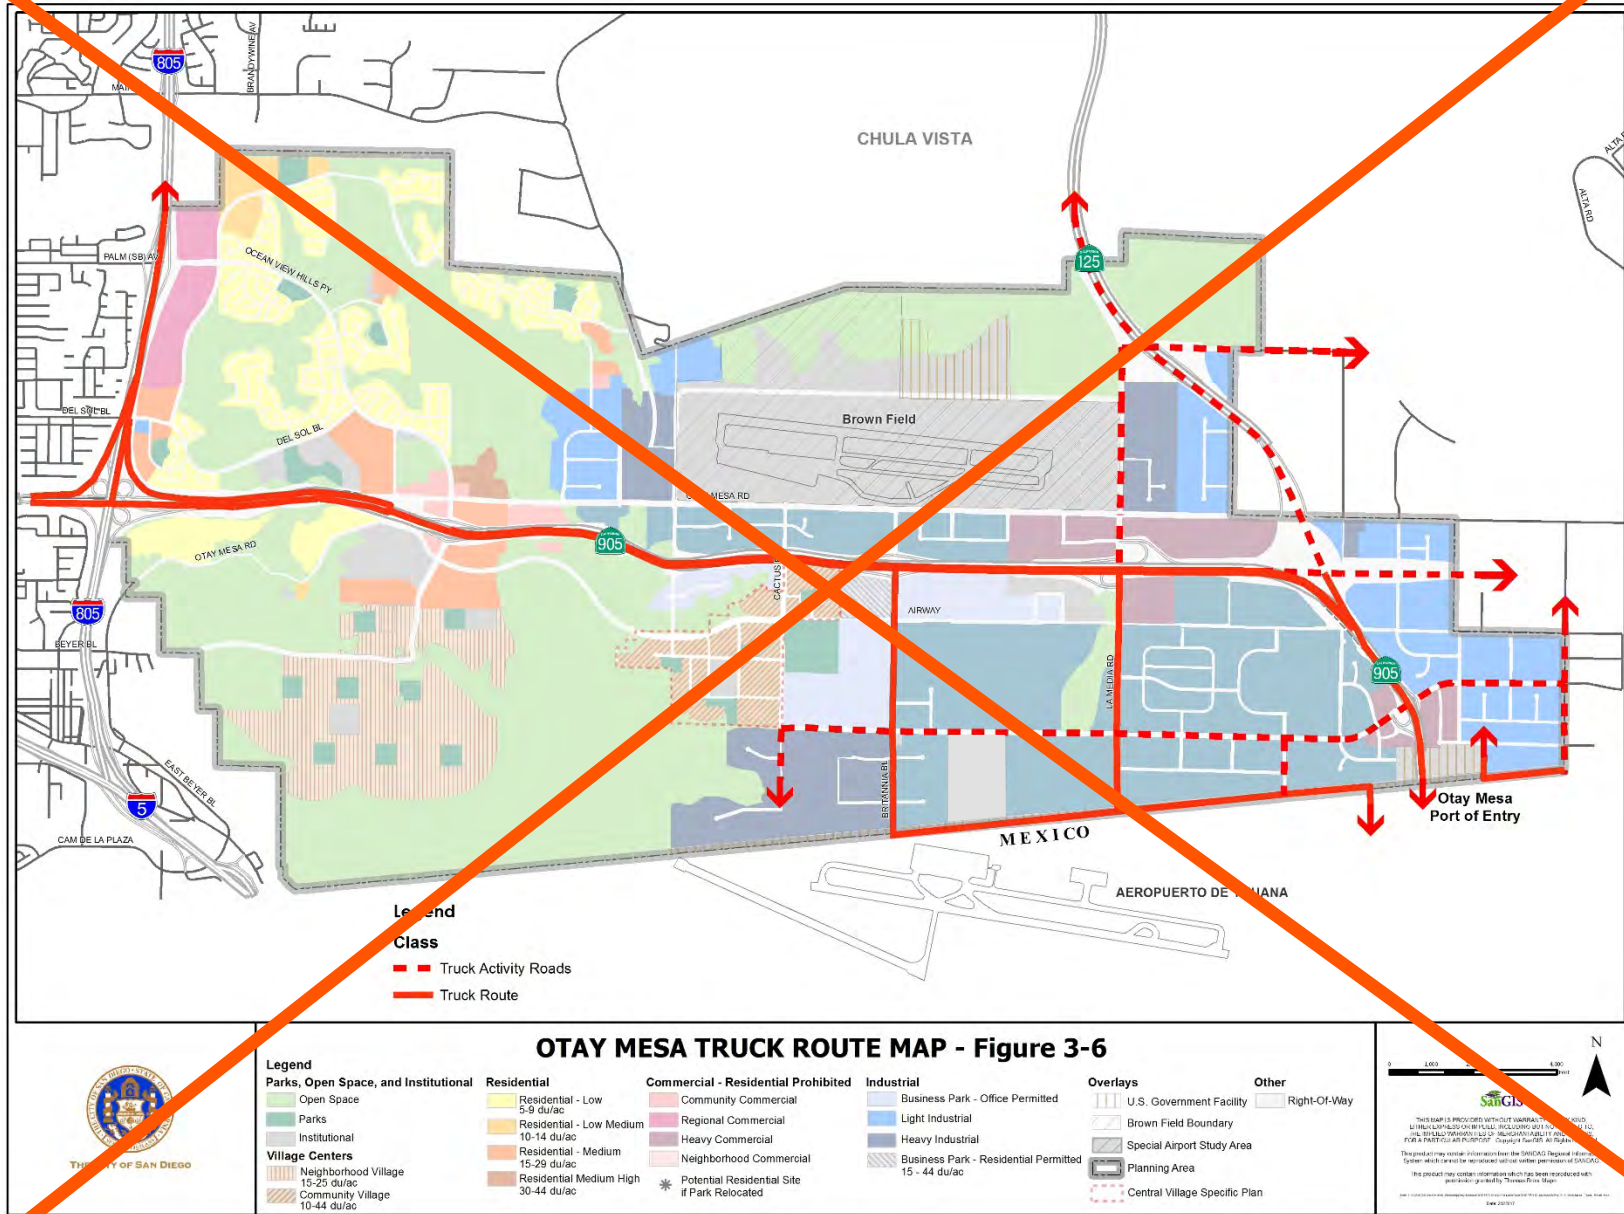 805
BRANDYWINE AV
CHULA VISTA
ALTA RD
PALM (SB) AV
OCEAN VIEW HILLS PY
125
DEL SOL BL
DEL SOL BL
Brown Field
MESA RD
905
OTAY MESA RD
CACTUS
AIRWAY
805
BEYER BL
LA MEDIA RD
905
EAST BEYER BL
5
BRITANNIA BL
CAM DE LA PLAZA
MEXICO
Otay Mesa
Port of Entry
AEROPUERTO DE
Legend
Class
Truck Activity Roads
Truck Route
OTAY MESA TRUCK ROUTE MAP - Figure 3-6
THE CITY OF SAN DIEGO
Legend
Parks, Open Space, and Institutional
Open Space
Parks
Institutional
Village Centers
Neighborhood Village
15-25 du/ac
Community Village
10-44 du/ac
Residential
Residential - Low
5-9 du/ac
Residential - Low Medium
10-14 du/ac
Residential - Medium
15-29 du/ac
Residential Medium High
30-44 du/ac
Commercial - Residential Prohibited
Community Commercial
Regional Commercial
Heavy Commercial
Neighborhood Commercial
Potential Residential Site
if Park Relocated
Industrial
Business Park - Office Permitted
Light Industrial
Heavy Industrial
Business Park - Residential Permitted
15 - 44 du/ac
Overlays
U.S. Government Facility
Brown Field Boundary
Special Airport Study Area
Planning Area
Central Village Specific Plan
Other
Right-Of-Way
N
SanGIS